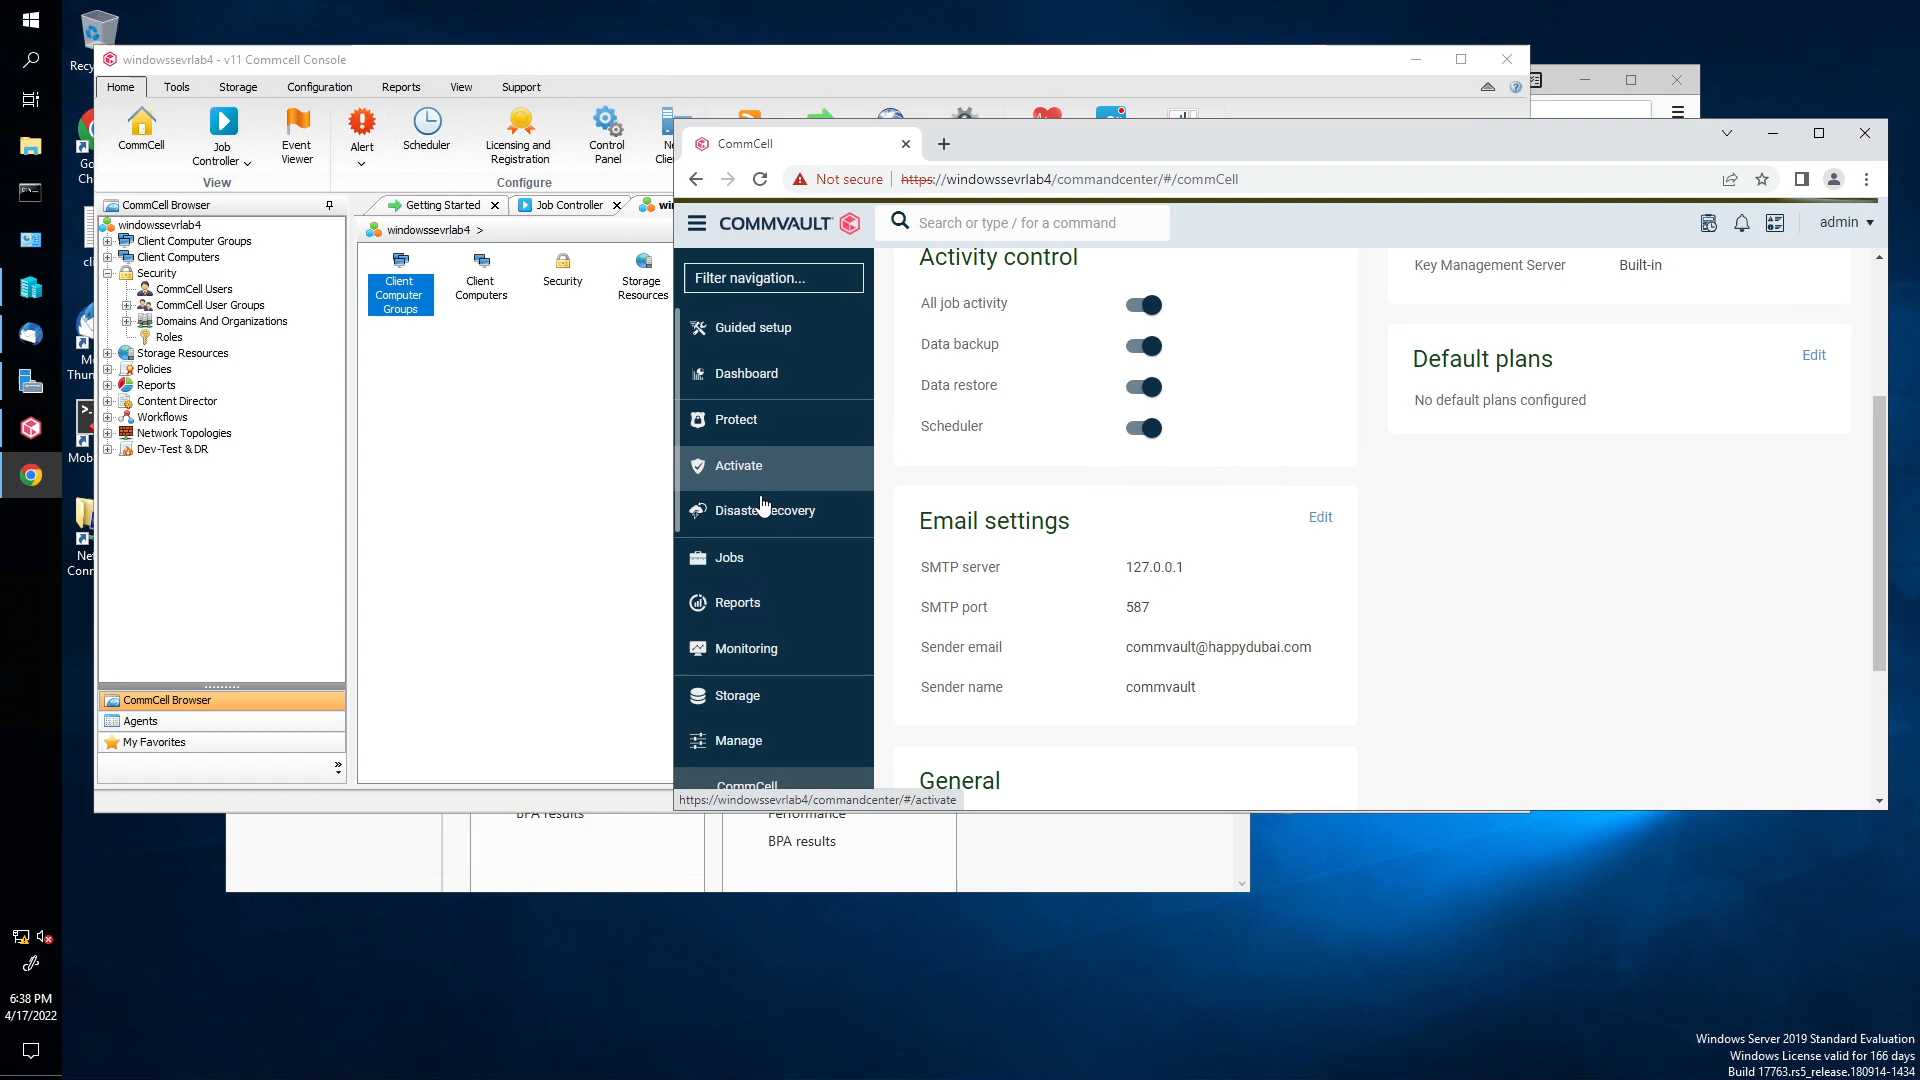 Recy
windowssevrlab4 - v11 Commcell Console
Home
Tools
Storage
Configuration
Reports
View
Support
CommCell
Job
Controller
Event
Viewer
View
Alert
Scheduler
Licensing and
Registration
Control
Panel
Configure
CommCell Browser
windowssevrlab4
Client Computer Groups
Client Computers
Security
CommCell Users
CommCell User Groups
Domains And Organizations
Roles
Storage Resources
Policies
Reports
Content Director
Workflows
Network Topologies
Dev-Test & DR
CommCell Browser
Agents
My Favorites
Getting Started
Job Controller
windowssevrlab4 >
Client
Computer
Groups
Client
Computers
Security
Storage
Resources
CommCell
Not secure
https://windowssevrlab4/commandcenter/#/commCell
COMMVAULT
Search or type / for a command
admin
Filter navigation...
Guided setup
Dashboard
Protect
Activate
Jobs
Reports
Monitoring
Storage
Manage
CommCell
https://windowssevrlab4/commandcenter/#/activate
Activity control
All job activity
Data backup
Data restore
Scheduler
Email settings
Edit
SMTP server
127.0.0.1
SMTP port
587
Sender email
commvault@happydubai.com
Sender name
commvault
General
Key Management Server
Built-in
Default plans
Edit
No default plans configured
BPA results
Performance
BPA results
6:38 PM
4/17/2022
Windows Server 2019 Standard Evaluation
Windows License valid for 166 days
Build 17763.rs5_release.180914-1434